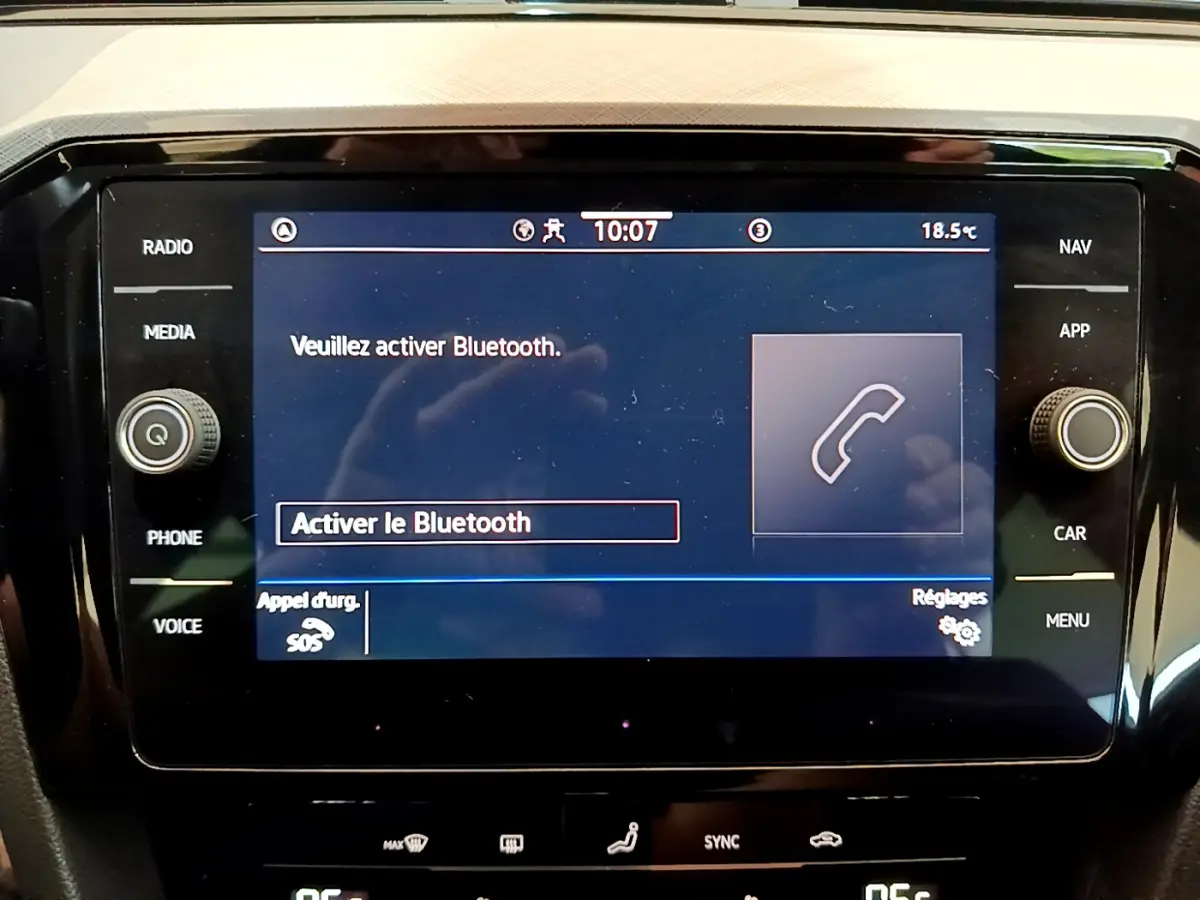 10:07
3
18.5°C
RADIO
NAV
MEDIA
APP
Veuillez activer Bluetooth.
PHONE
CAR
Activer le Bluetooth
VOICE
MENU
Appel d'urg.
SOS
Réglages
MAX
SYNC